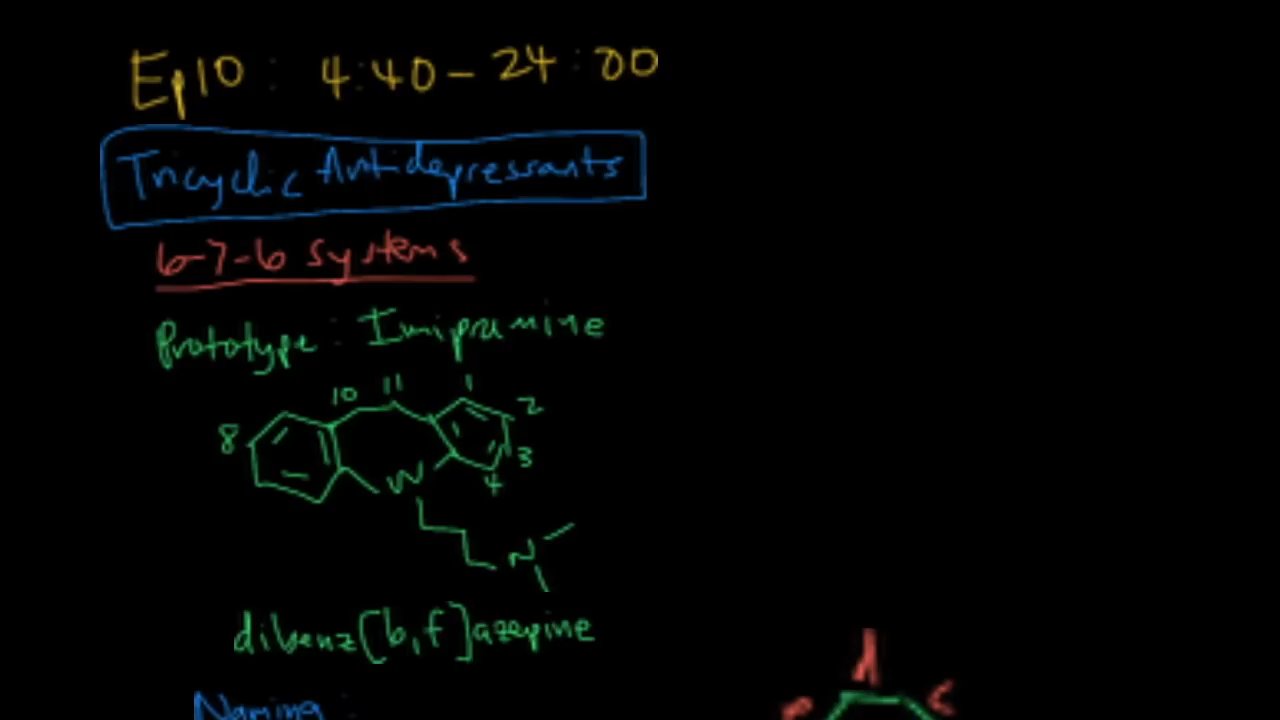 Ep10 : 4:40 - 24:00
Tricyclic Antidepressants
6-7-6 systems
Prototype : Imipramine
10 11 1
2
8
3
4
N
N
dibenz[b,f]azepine
Naming :